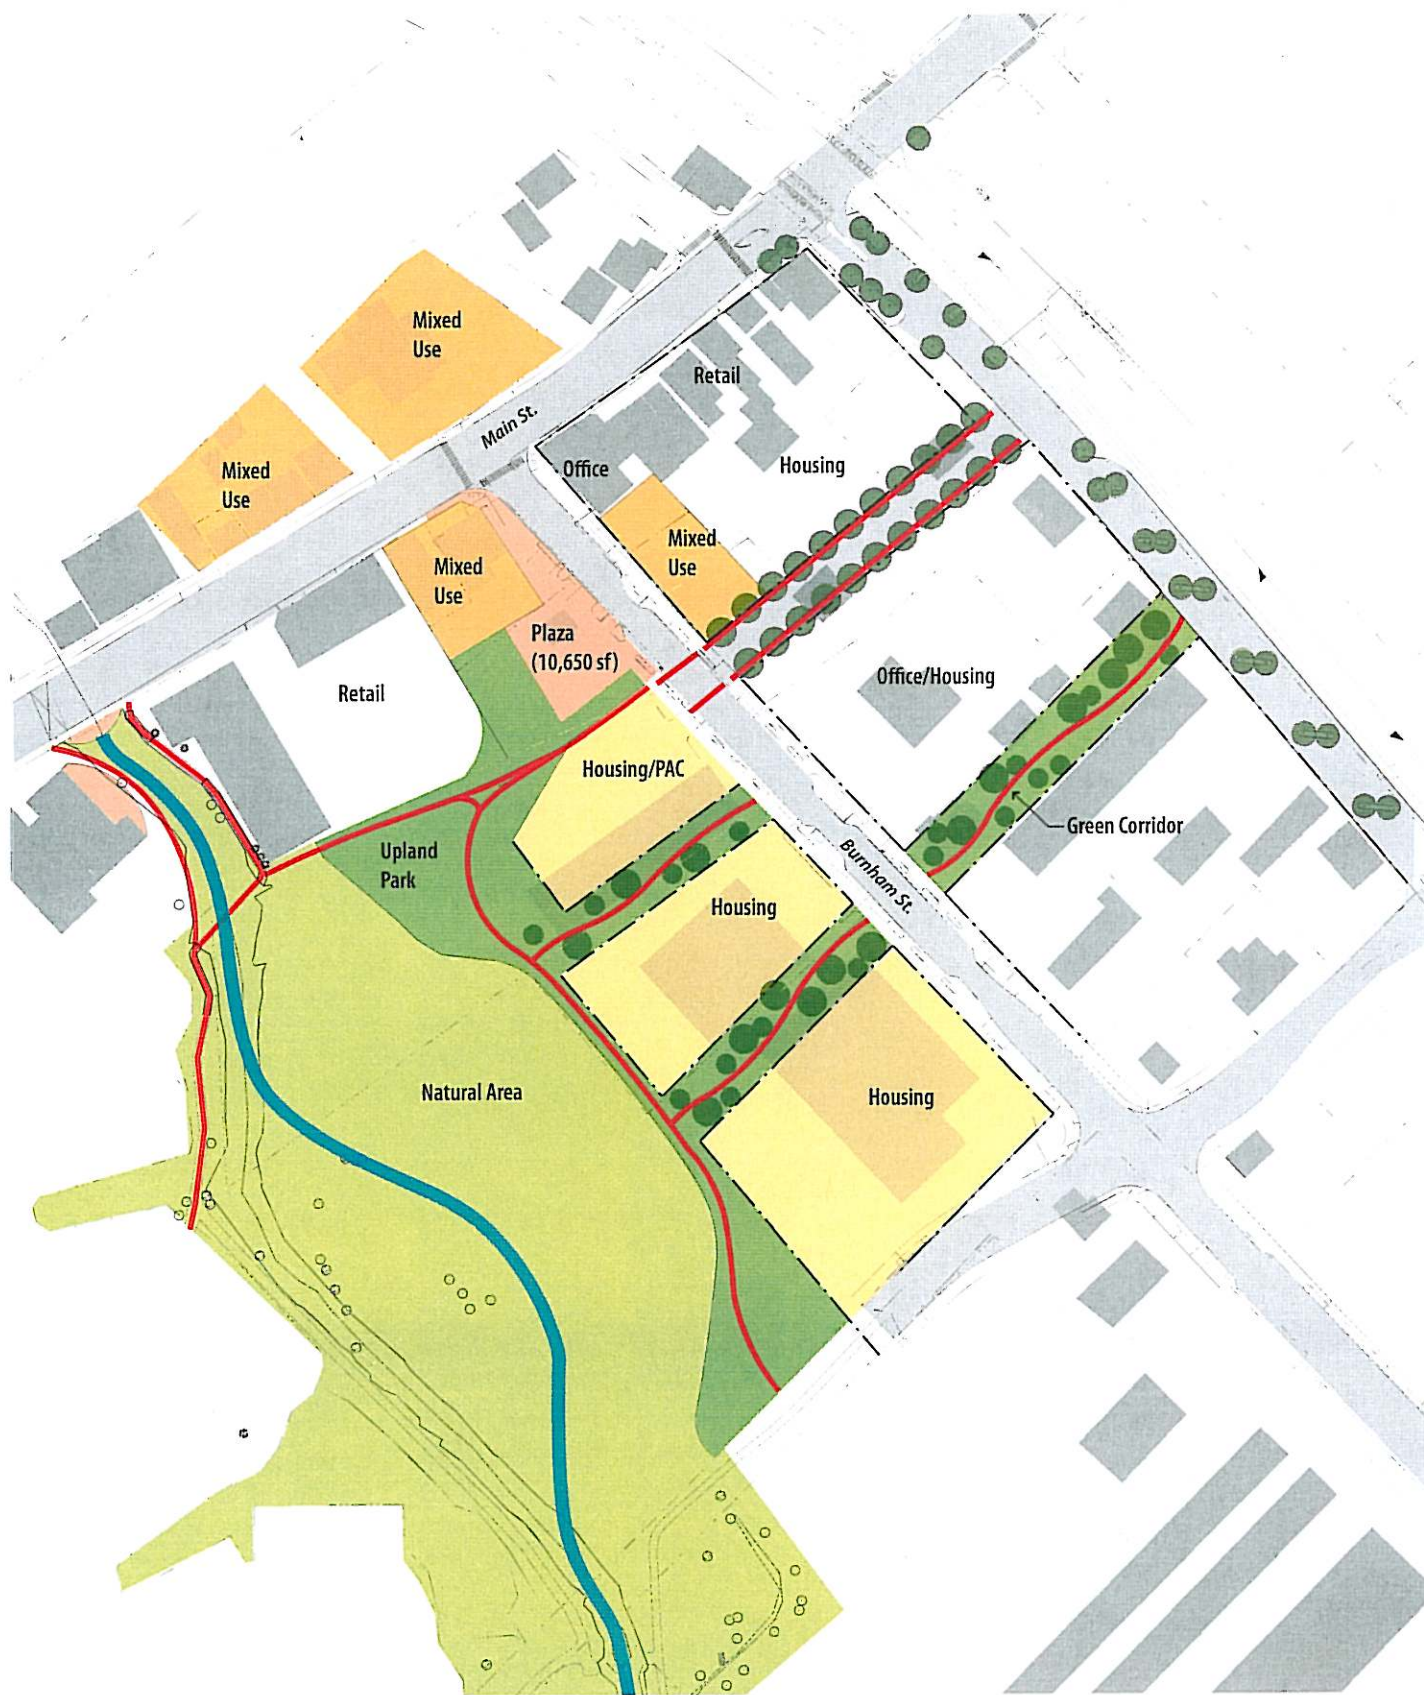 Mixed
Use
Mixed
Use
Main St.
Retail
Office
Housing
Mixed
Use
Mixed
Use
Plaza
(10,650 sf)
Retail
Office/Housing
Housing/PAC
Green Corridor
Upland
Park
Burnham St.
Housing
Natural Area
Housing